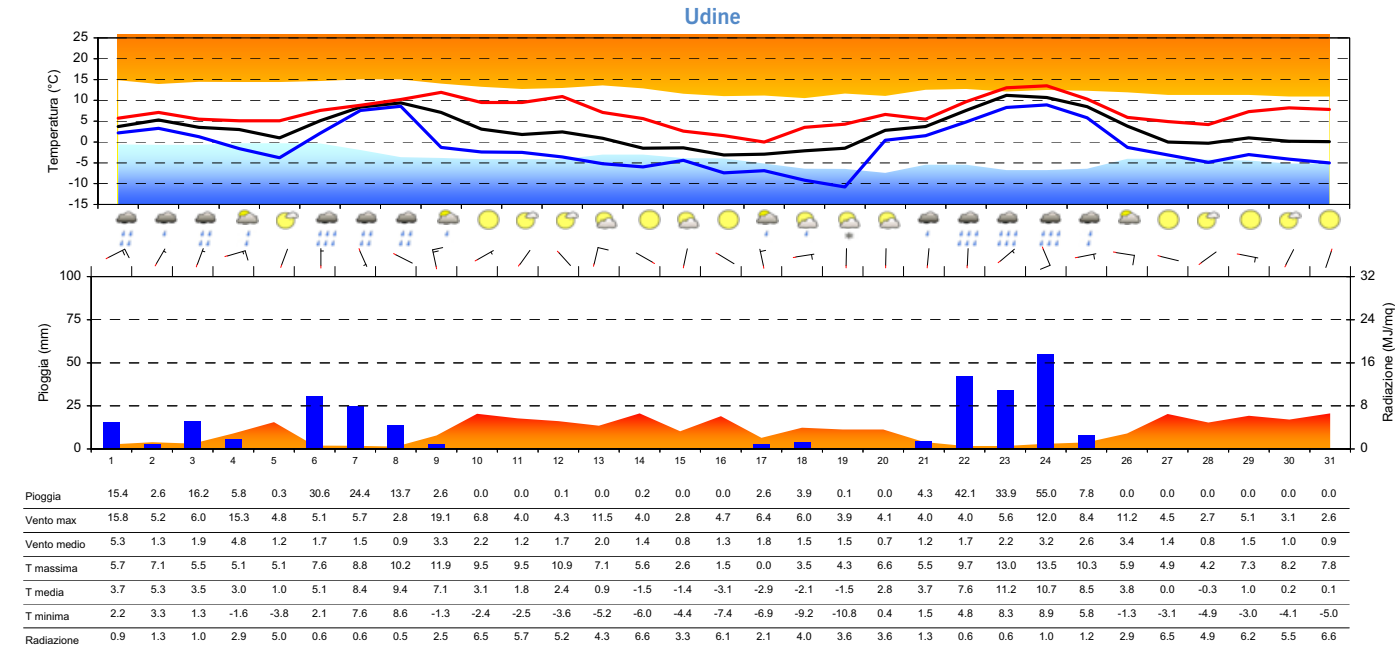 Udine
Temperatura (°C)
25
20
15
10
5
0
-5
-10
-15
Pioggia (mm)
100
75
50
25
0
Radiazione (MJ/mq)
32
24
16
8
0
1 2 3 4 5 6 7 8 9 10 11 12 13 14 15 16 17 18 19 20 21 22 23 24 25 26 27 28 29 30 31
Pioggia 15.4 2.6 16.2 5.8 0.3 30.6 24.4 13.7 2.6 0.0 0.0 0.1 0.0 0.2 0.0 0.0 2.6 3.9 0.1 0.0 4.3 42.1 33.9 55.0 7.8 0.0 0.0 0.0 0.0 0.0 0.0
Vento max 15.8 5.2 6.0 15.3 4.8 5.1 5.7 2.8 19.1 6.8 4.0 4.3 11.5 4.0 2.8 4.7 6.4 6.0 3.9 4.1 4.0 4.0 5.6 12.0 8.4 11.2 4.5 2.7 5.1 3.1 2.6
Vento medio 5.3 1.3 1.9 4.8 1.2 1.7 1.5 0.9 3.3 2.2 1.2 1.7 2.0 1.4 0.8 1.3 1.8 1.5 1.5 0.7 1.2 1.7 2.2 3.2 2.6 3.4 1.4 0.8 1.5 1.0 0.9
T massima 5.7 7.1 5.5 5.1 5.1 7.6 8.8 10.2 11.9 9.5 9.5 10.9 7.1 5.6 2.6 1.5 0.0 3.5 4.3 6.6 5.5 9.7 13.0 13.5 10.3 5.9 4.9 4.2 7.3 8.2 7.8
T media 3.7 5.3 3.5 3.0 1.0 5.1 8.4 9.4 7.1 3.1 1.8 2.4 0.9 -1.5 -1.4 -3.1 -2.9 -2.1 -1.5 2.8 3.7 7.6 11.2 10.7 8.5 3.8 0.0 -0.3 1.0 0.2 0.1
T minima 2.2 3.3 1.3 -1.6 -3.8 2.1 7.6 8.6 -1.3 -2.4 -2.5 -3.6 -5.2 -6.0 -4.4 -7.4 -6.9 -9.2 -10.8 0.4 1.5 4.8 8.3 8.9 5.8 -1.3 -3.1 -4.9 -3.0 -4.1 -5.0
Radiazione 0.9 1.3 1.0 2.9 5.0 0.6 0.6 0.5 2.5 6.5 5.7 5.2 4.3 6.6 3.3 6.1 2.1 4.0 3.6 3.6 1.3 0.6 0.6 1.0 1.2 2.9 6.5 4.9 6.2 5.5 6.6